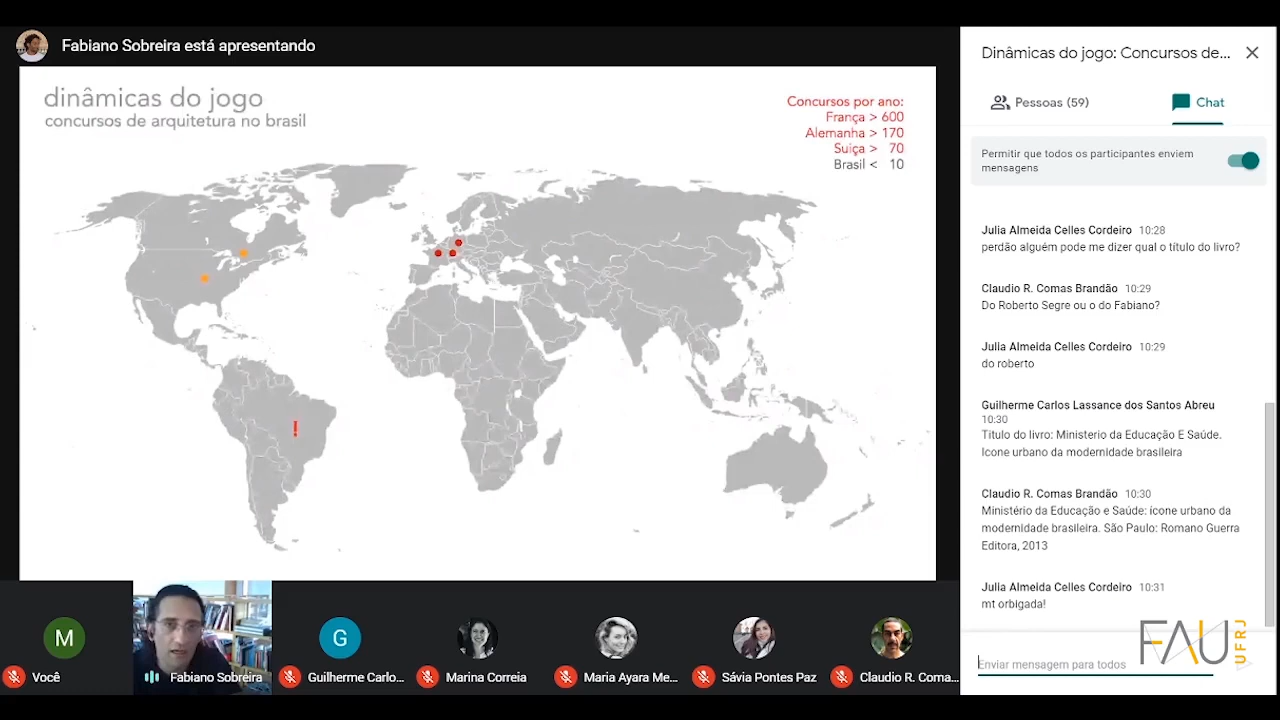 Fabiano Sobreira está apresentando
dinâmicas do jogo
concursos de arquitetura no brasil
Concursos por ano:
França > 600
Alemanha > 170
Suiça > 70
Brasil < 10
!
Dinâmicas do jogo: Concursos de...
Pessoas (59)
Chat
Permitir que todos os participantes enviem
mensagens
Julia Almeida Celles Cordeiro 10:28
perdão alguém pode me dizer qual o título do livro?
Claudio R. Comas Brandão 10:29
Do Roberto Segre ou o do Fabiano?
Julia Almeida Celles Cordeiro 10:29
do roberto
Guilherme Carlos Lassance dos Santos Abreu
10:30
Titulo do livro: Ministerio da Educação E Saúde.
Icone urbano da modernidade brasileira
Claudio R. Comas Brandão 10:30
Ministério da Educação e Saúde: ícone urbano da
modernidade brasileira. São Paulo: Romano Guerra
Editora, 2013
Julia Almeida Celles Cordeiro 10:31
mt orbigada!
Enviar mensagem para todos
FAU
UFRJ
M
Você
Fabiano Sobreira
G
Guilherme Carlo...
Marina Correia
Maria Ayara Me...
Sávia Pontes Paz
Claudio R. Coma...